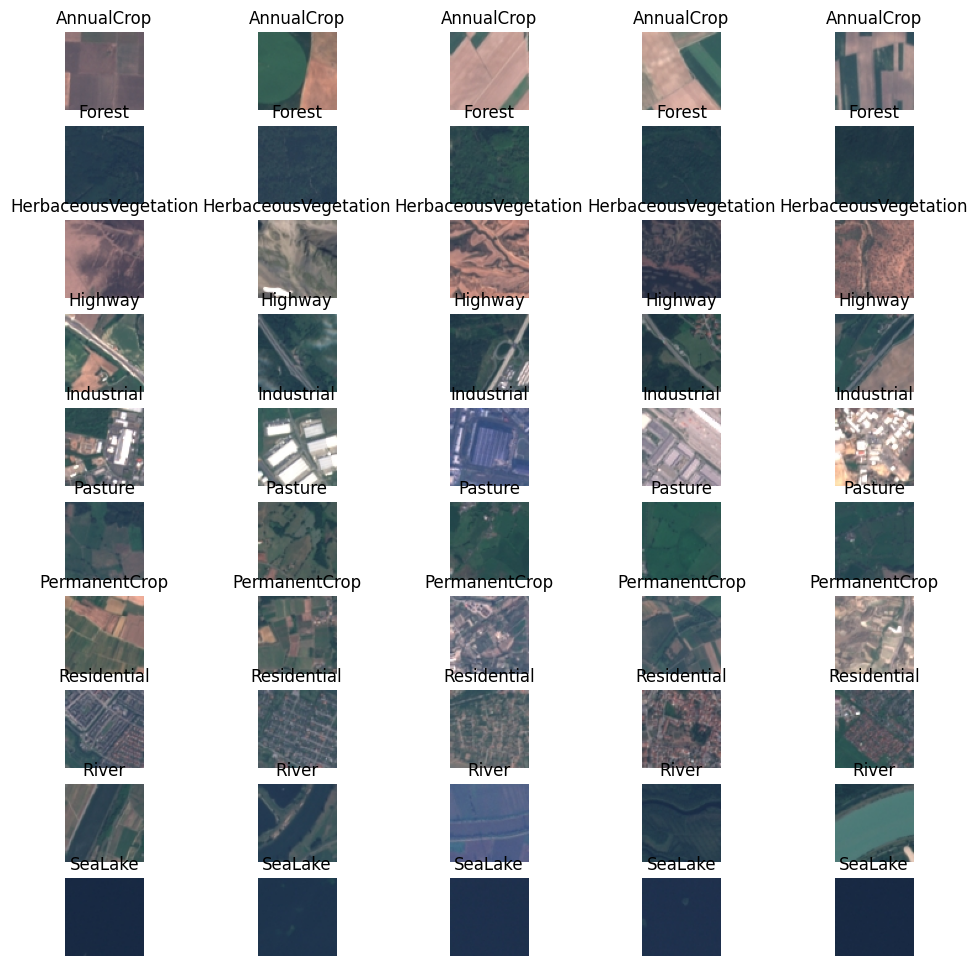 AnnualCrop AnnualCrop AnnualCrop AnnualCrop AnnualCrop
Forest Forest Forest Forest Forest
HerbaceousVegetation HerbaceousVegetation HerbaceousVegetation HerbaceousVegetation HerbaceousVegetation
Highway Highway Highway Highway Highway
Industrial Industrial Industrial Industrial Industrial
Pasture Pasture Pasture Pasture Pasture
PermanentCrop PermanentCrop PermanentCrop PermanentCrop PermanentCrop
Residential Residential Residential Residential Residential
River River River River River
SeaLake SeaLake SeaLake SeaLake SeaLake